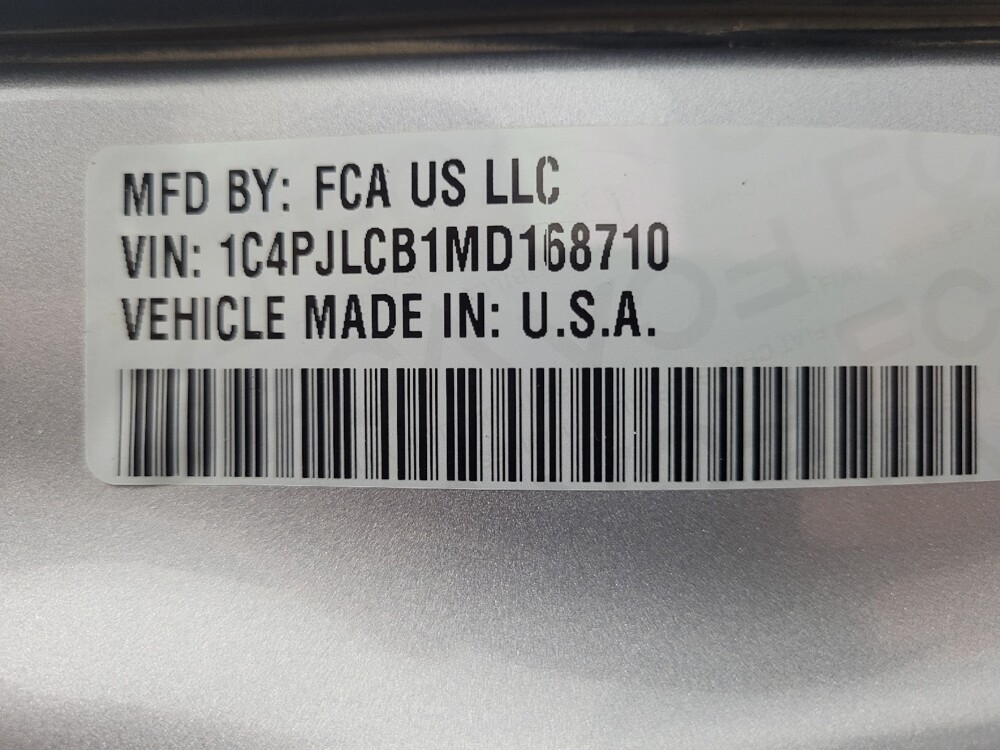 MFD BY: FCA US LLC
VIN: 1C4PJLCB1MD168710
VEHICLE MADE IN: U.S.A.